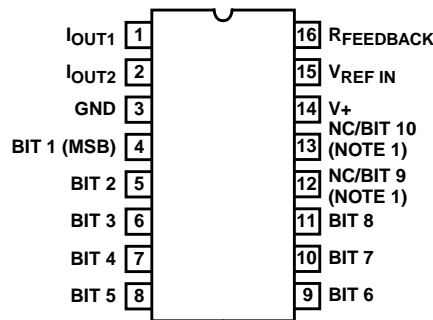 IOUT1 1
IOUT2 2
GND 3
BIT 1 (MSB) 4
BIT 2 5
BIT 3 6
BIT 4 7
BIT 5 8
16 RFEEDBACK
15 VREF IN
14 V+
13 NC/BIT 10
(NOTE 1)
12 NC/BIT 9
(NOTE 1)
11 BIT 8
10 BIT 7
9 BIT 6